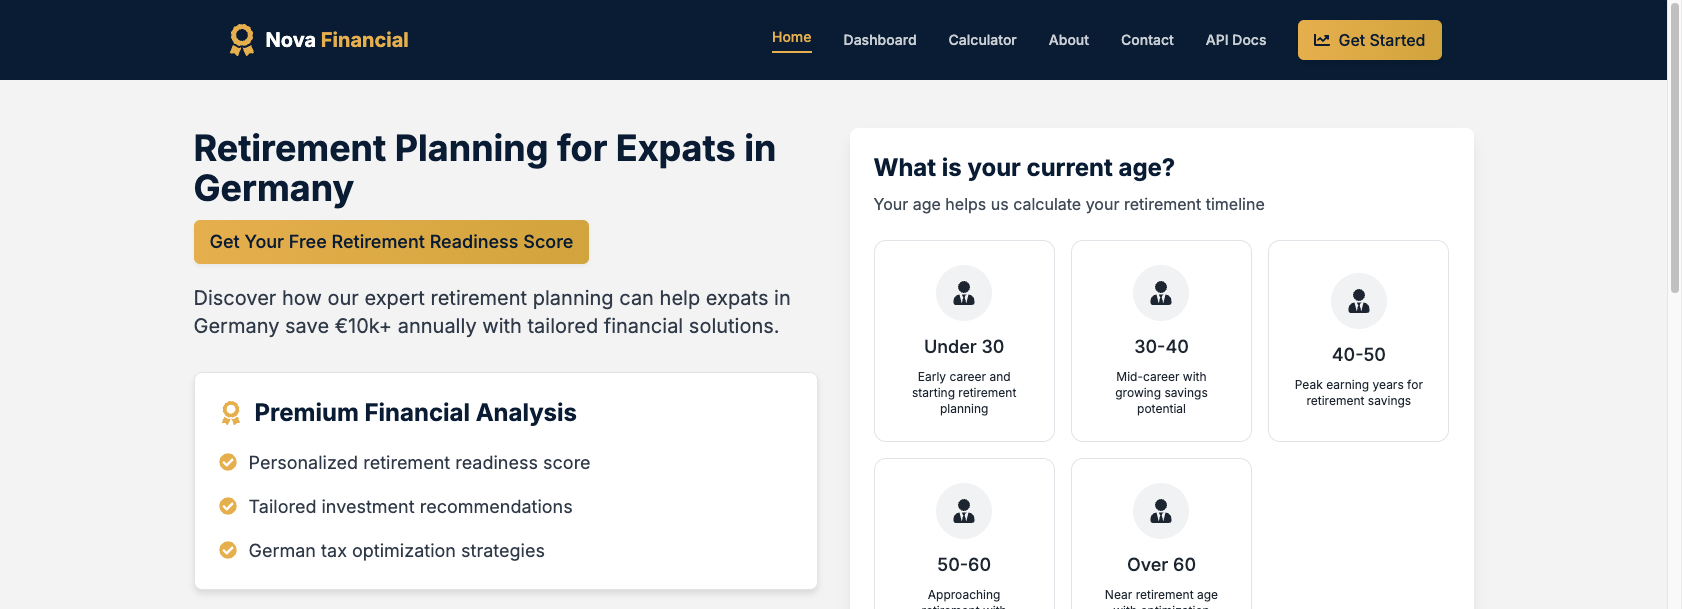 Nova Financial
Home
Dashboard
Calculator
About
Contact
API Docs
Get Started
Retirement Planning for Expats in
Germany
Get Your Free Retirement Readiness Score
Discover how our expert retirement planning can help expats in
Germany save €10k+ annually with tailored financial solutions.
Premium Financial Analysis
Personalized retirement readiness score
Tailored investment recommendations
German tax optimization strategies
What is your current age?
Your age helps us calculate your retirement timeline
Under 30
Early career and
starting retirement
planning
30-40
Mid-career with
growing savings
potential
40-50
Peak earning years for
retirement savings
50-60
Approaching
retirement with
Over 60
Near retirement age
with optimization